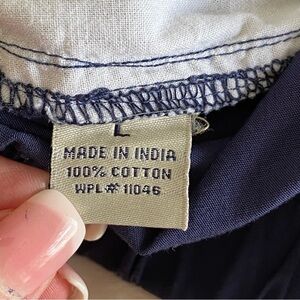 L
MADE IN INDIA
100% COTTON
WPL# 11046